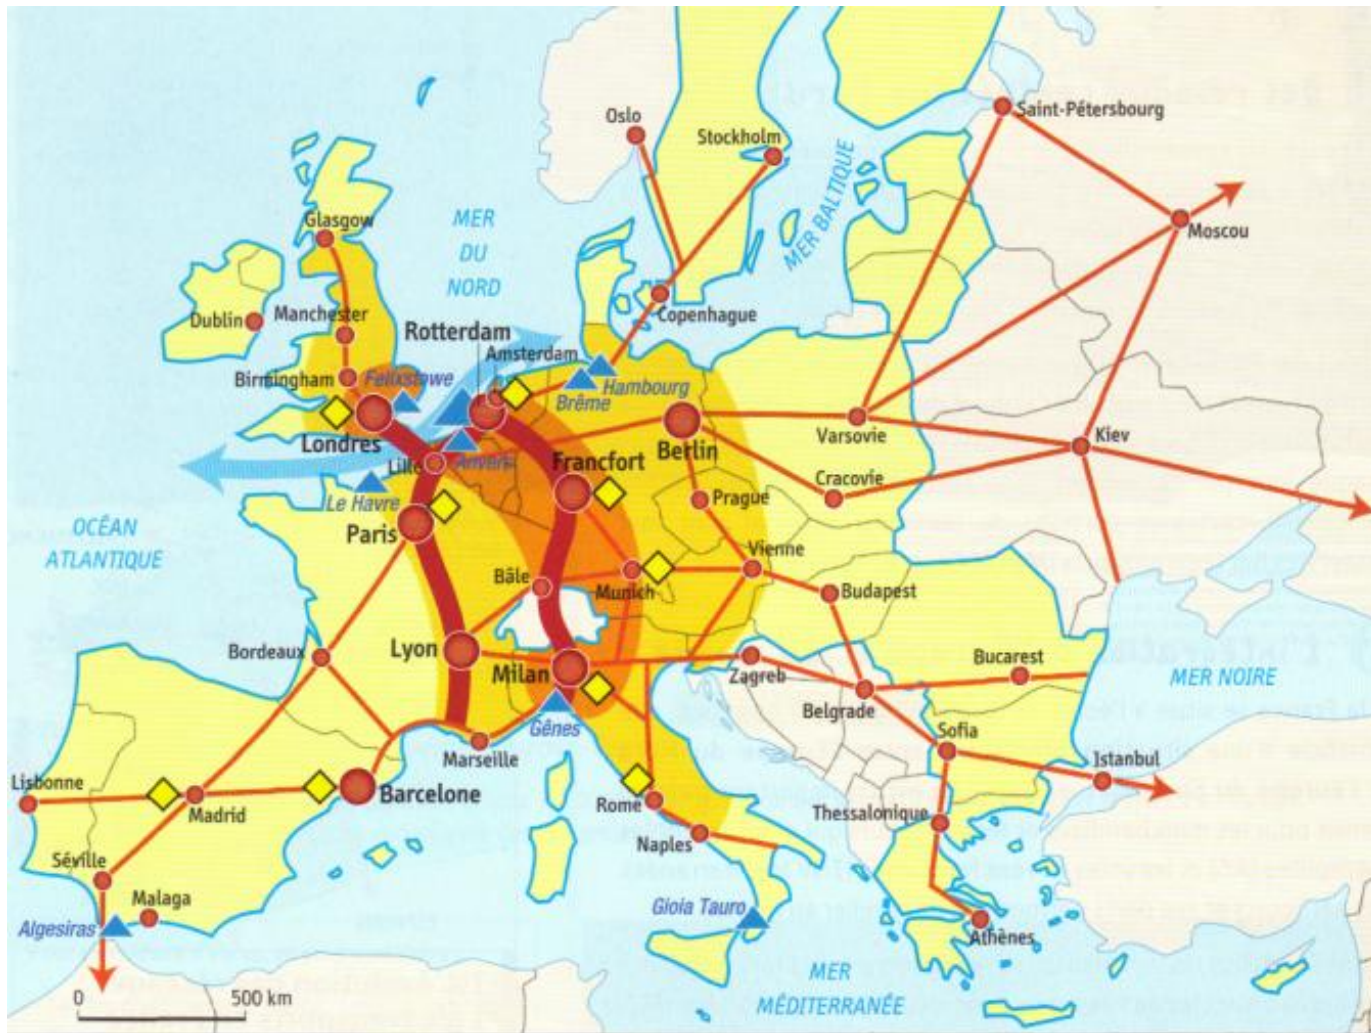 Saint-Pétersbourg
Oslo
Stockholm
MER BALTIQUE
Moscou
Glasgow
MER
DU
NORD
Dublin
Manchester
Copenhague
Rotterdam
Amsterdam
Birmingham
Felixstowe
Hambourg
Brême
Londres
Berlin
Varsovie
Kiev
Lille
Anvers
Francfort
Cracovie
Le Havre
Prague
Paris
OCÉAN
ATLANTIQUE
Vienne
Bâle
Munich
Budapest
Bordeaux
Lyon
Milan
Zagreb
Bucarest
MER NOIRE
Belgrade
Gênes
Sofia
Marseille
Istanbul
Lisbonne
Madrid
Barcelone
Rome
Thessalonique
Naples
Séville
Malaga
Algesiras
Gioia Tauro
Athènes
MER
MÉDITERRANÉE
0 500 km